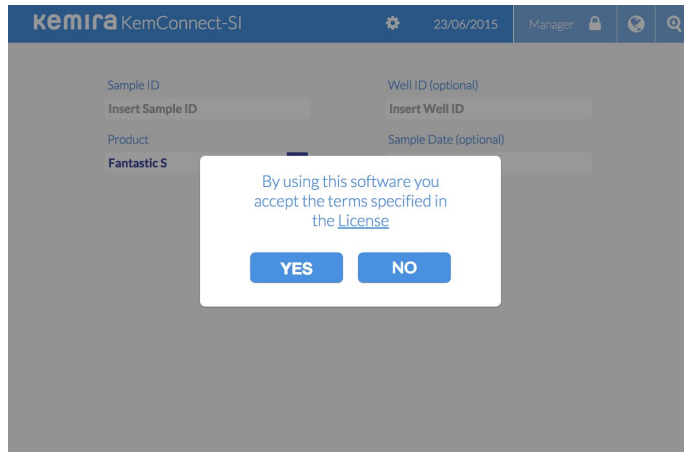 kemira KemConnect-SI 23/06/2015 Manager
Sample ID Well ID (optional)
Insert Sample ID Insert Well ID
Product Sample Date (optional)
Fantastic S
By using this software you
accept the terms specified in
the License
YES NO